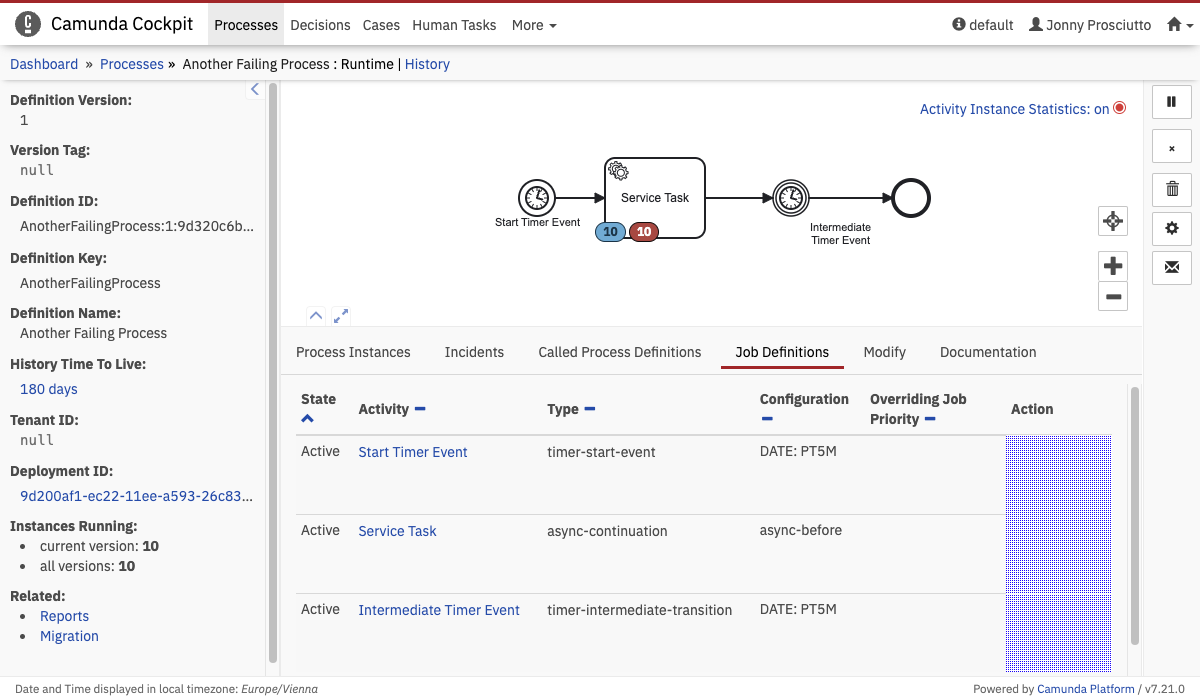 Camunda Cockpit Processes Decisions Cases Human Tasks More default Jonny Prosciutto
Dashboard » Processes » Another Failing Process : Runtime | History
Definition Version:
1
Version Tag:
null
Definition ID:
AnotherFailingProcess:1:9d320c6b...
Definition Key:
AnotherFailingProcess
Definition Name:
Another Failing Process
History Time To Live:
180 days
Tenant ID:
null
Deployment ID:
9d200af1-ec22-11ee-a593-26c83...
Instances Running:
current version: 10
all versions: 10
Related:
Reports
Migration
Activity Instance Statistics: on
Start Timer Event
Service Task
10 10
Intermediate
Timer Event
Process Instances Incidents Called Process Definitions Job Definitions Modify Documentation
State Activity Type Configuration Overriding Job Priority Action
Active Start Timer Event timer-start-event DATE: PT5M
Active Service Task async-continuation async-before
Active Intermediate Timer Event timer-intermediate-transition DATE: PT5M
Date and Time displayed in local timezone: Europe/Vienna
Powered by Camunda Platform / v7.21.0